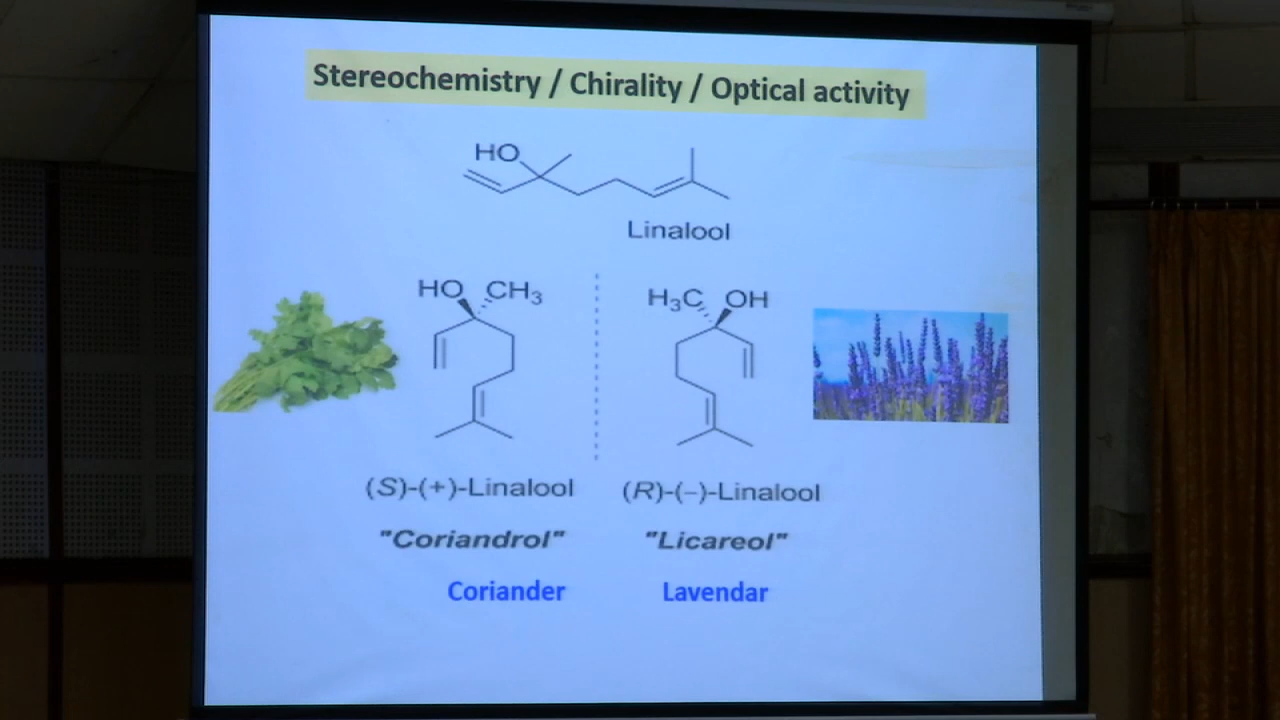 Stereochemistry / Chirality / Optical activity
HO
Linalool
HO CH₃
H₃C OH
(S)-(+)-Linalool
(R)-(−)-Linalool
"Coriandrol"
"Licareol"
Coriander
Lavendar